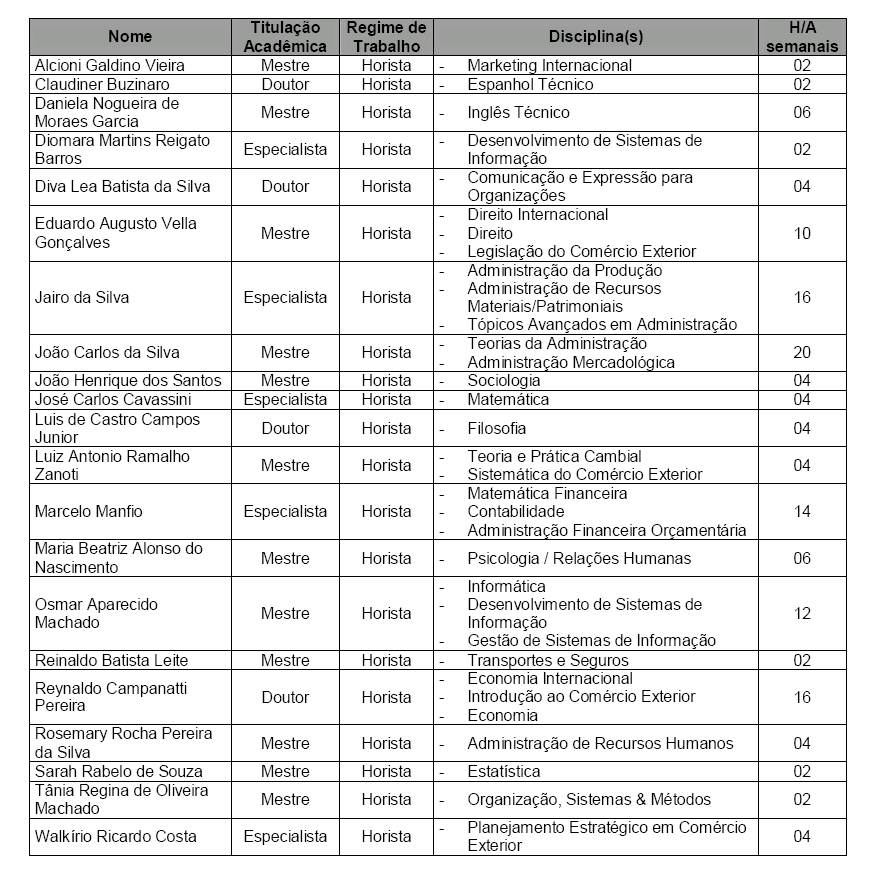 Nome Titulação Acadêmica Regime de Trabalho Disciplina(s) H/A semanais
Alcioni Galdino Vieira Mestre Horista - Marketing Internacional 02
Claudiner Buzinaro Doutor Horista - Espanhol Técnico 02
Daniela Nogueira de Moraes Garcia Mestre Horista - Inglês Técnico 06
Diomara Martins Reigato Barros Especialista Horista - Desenvolvimento de Sistemas de Informação 02
Diva Lea Batista da Silva Doutor Horista - Comunicação e Expressão para Organizações 04
Eduardo Augusto Vella Gonçalves Mestre Horista - Direito Internacional
- Direito
- Legislação do Comércio Exterior 10
Jairo da Silva Especialista Horista - Administração da Produção
- Administração de Recursos Materiais/Patrimoniais
- Tópicos Avançados em Administração 16
João Carlos da Silva Mestre Horista - Teorias da Administração
- Administração Mercadológica 20
João Henrique dos Santos Mestre Horista - Sociologia 04
José Carlos Cavassini Especialista Horista - Matemática 04
Luis de Castro Campos Junior Doutor Horista - Filosofia 04
Luiz Antonio Ramalho Zanoti Mestre Horista - Teoria e Prática Cambial
- Sistemática do Comércio Exterior 04
Marcelo Manfio Especialista Horista - Matemática Financeira
- Contabilidade
- Administração Financeira Orçamentária 14
Maria Beatriz Alonso do Nascimento Mestre Horista - Psicologia / Relações Humanas 06
Osmar Aparecido Machado Mestre Horista - Informática
- Desenvolvimento de Sistemas de Informação
- Gestão de Sistemas de Informação 12
Reinaldo Batista Leite Mestre Horista - Transportes e Seguros 02
Reynaldo Campanatti Pereira Doutor Horista - Economia Internacional
- Introdução ao Comércio Exterior
- Economia 16
Rosemary Rocha Pereira da Silva Mestre Horista - Administração de Recursos Humanos 04
Sarah Rabelo de Souza Mestre Horista - Estatística 02
Tânia Regina de Oliveira Machado Mestre Horista - Organização, Sistemas & Métodos 02
Walkírio Ricardo Costa Especialista Horista - Planejamento Estratégico em Comércio Exterior 04